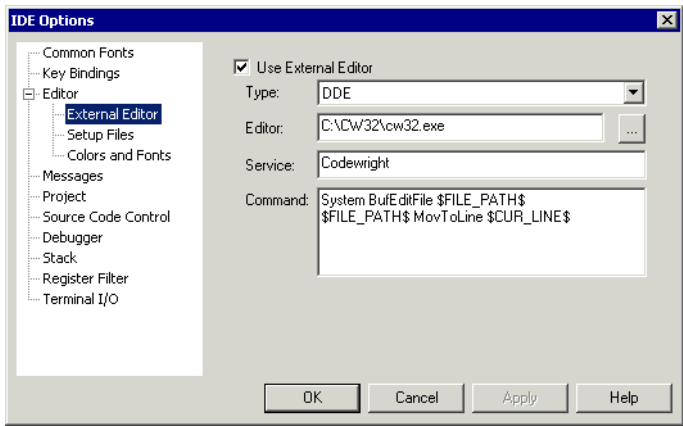 IDE Options
Common Fonts
Key Bindings
Editor
External Editor
Setup Files
Colors and Fonts
Messages
Project
Source Code Control
Debugger
Stack
Register Filter
Terminal I/O
Use External Editor
Type: DDE
Editor: C:\CW32\cw32.exe ...
Service: Codewright
Command: System BufEditFile $FILE_PATH$
$FILE_PATH$ MovToLine $CUR_LINE$
OK Cancel Apply Help